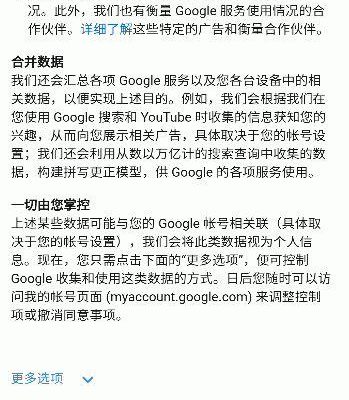 况。此外，我们也有衡量 Google 服务使用情况的合
作伙伴。详细了解这些特定的广告和衡量合作伙伴。
合并数据
我们还会汇总各项 Google 服务以及您各台设备中的相
关数据，以便实现上述目的。例如，我们会根据我们在
您使用 Google 搜索和 YouTube 时收集的信息获知您的
兴趣，从而向您展示相关广告，具体取决于您的帐号设
置；我们还会利用从数以万亿计的搜索查询中收集的数
据，构建拼写更正模型，供 Google 的各项服务使用。
一切由您掌控
上述某些数据可能与您的 Google 帐号相关联（具体取
决于您的帐号设置），我们会将此类数据视为个人信
息。现在，您只需点击下面的“更多选项”，便可控制
Google 收集和使用这类数据的方式。日后您随时可以访
问我的帐号页面 (myaccount.google.com) 来调整控制
项或撤消同意事项。
更多选项